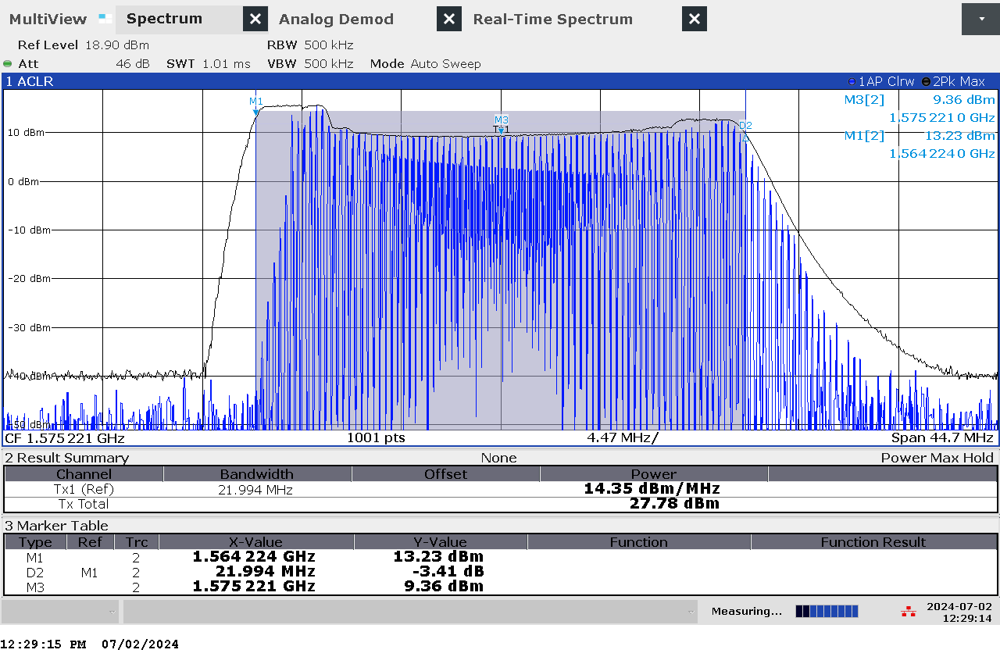 MultiView Spectrum Analog Demod Real-Time Spectrum
Ref Level 18.90 dBm RBW 500 kHz
Att 46 dB SWT 1.01 ms VBW 500 kHz Mode Auto Sweep
1 ACLR 1AP Clrw 2Pk Max
M3[2] 9.36 dBm
1.575 221 0 GHz
M1[2] 13.23 dBm
1.564 224 0 GHz
M1
M3
D2
10 dBm
0 dBm
-10 dBm
-20 dBm
-30 dBm
-40 dBm
-50 dBm
CF 1.575 221 GHz 1001 pts 4.47 MHz/ Span 44.7 MHz
2 Result Summary None Power Max Hold
Channel Bandwidth Offset Power
Tx1 (Ref) 21.994 MHz 14.35 dBm/MHz
Tx Total 27.78 dBm
3 Marker Table
Type Ref Trc X-Value Y-Value Function Function Result
M1 2 1.564 224 GHz 13.23 dBm
D2 M1 2 21.994 MHz -3.41 dB
M3 2 1.575 221 GHz 9.36 dBm
Measuring... 2024-07-02
12:29:14
12:29:15 PM 07/02/2024